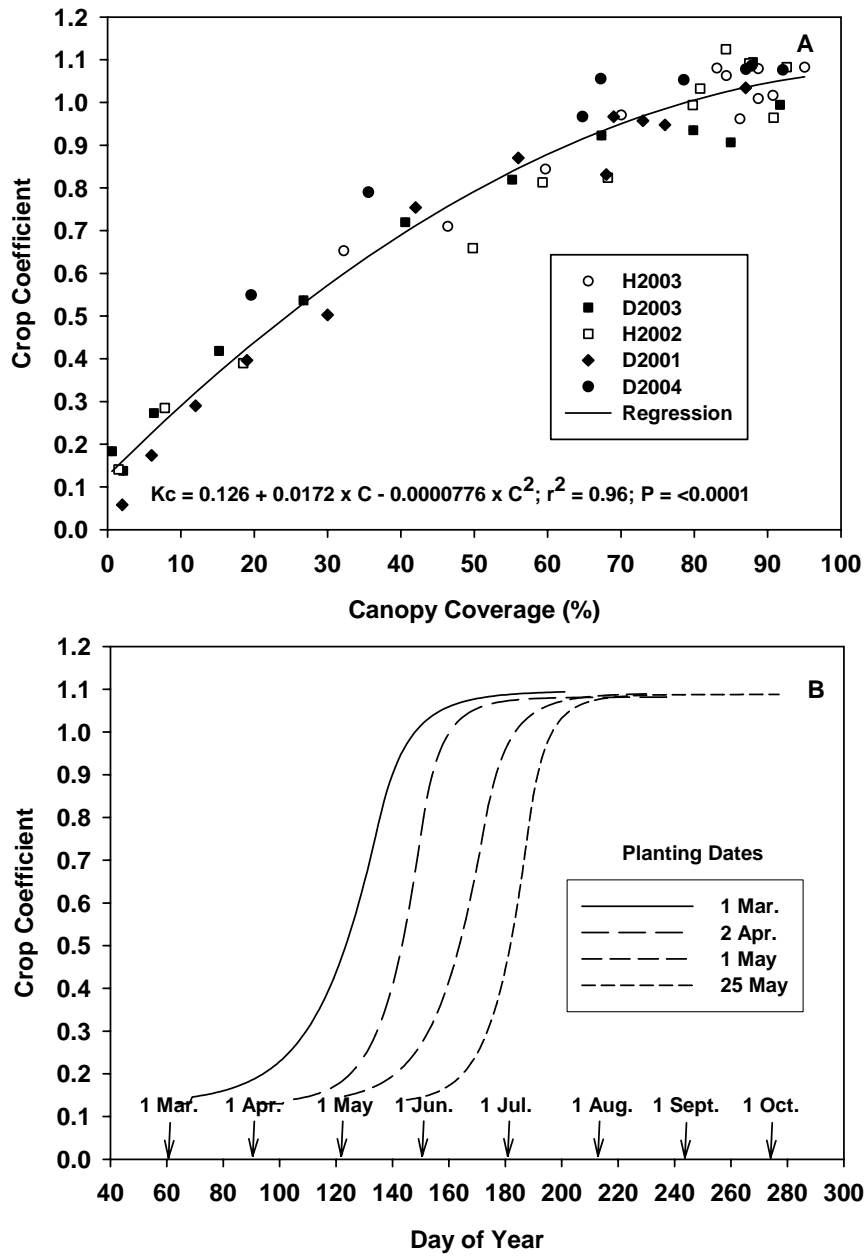 1.2
1.1
1.0
0.9
0.8
0.7
0.6
0.5
0.4
0.3
0.2
0.1
0.0
Crop Coefficient
A
H2003
D2003
H2002
D2001
D2004
Regression
Kc = 0.126 + 0.0172 x C - 0.0000776 x C²; r² = 0.96; P = <0.0001
0 10 20 30 40 50 60 70 80 90 100
Canopy Coverage (%)
1.2
1.1
1.0
0.9
0.8
0.7
0.6
0.5
0.4
0.3
0.2
0.1
0.0
Crop Coefficient
B
Planting Dates
1 Mar.
2 Apr.
1 May
25 May
1 Mar. 1 Apr. 1 May 1 Jun. 1 Jul. 1 Aug. 1 Sept. 1 Oct.
40 60 80 100 120 140 160 180 200 220 240 260 280 300
Day of Year